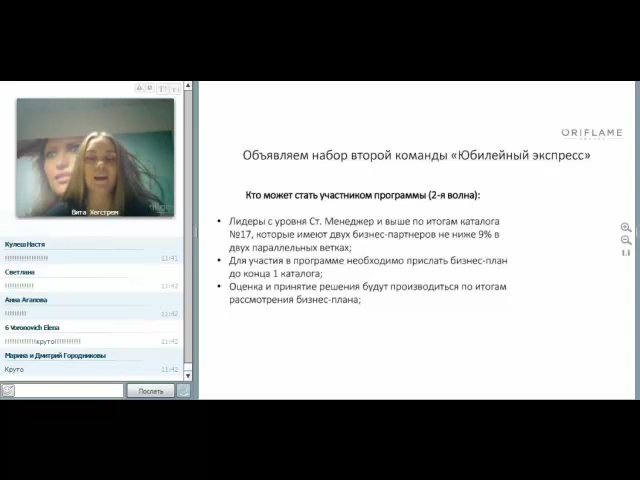 ORIFLAME
Объявляем набор второй команды «Юбилейный экспресс»
Кто может стать участником программы (2-я волна):
• Лидеры с уровня Ст. Менеджер и выше по итогам каталога
№17, которые имеют двух бизнес-партнеров не ниже 9% в
двух параллельных ветках;
• Для участия в программе необходимо прислать бизнес-план
до конца 1 каталога;
• Оценка и принятие решения будут производиться по итогам
рассмотрения бизнес-плана;
Вита Хегстрем
КулешНастя
!!!!!!!!!!!!!!!!!! 11:41
Светлана
!!!!!!!!!!!! 11:42
Анна Агапова
!!!!!!!!! 11:42
6 Voronovich Elena
!!!!!!!!!!!!!круто!!!!!!!!!!! 11:42
Марина и Дмитрий Городниковы
Круто 11:42
Послать
1:1